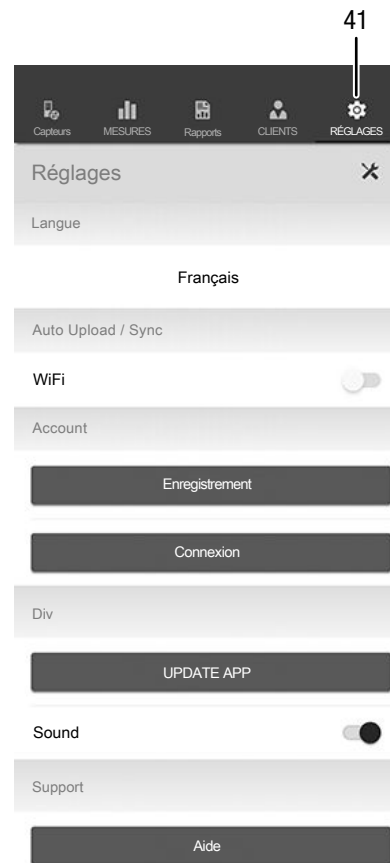 41
Capteurs MESURES Rapports CLIENTS RÉGLAGES
Réglages
Langue
Français
Auto Upload / Sync
WiFi
Account
Enregistrement
Connexion
Div
UPDATE APP
Sound
Support
Aide